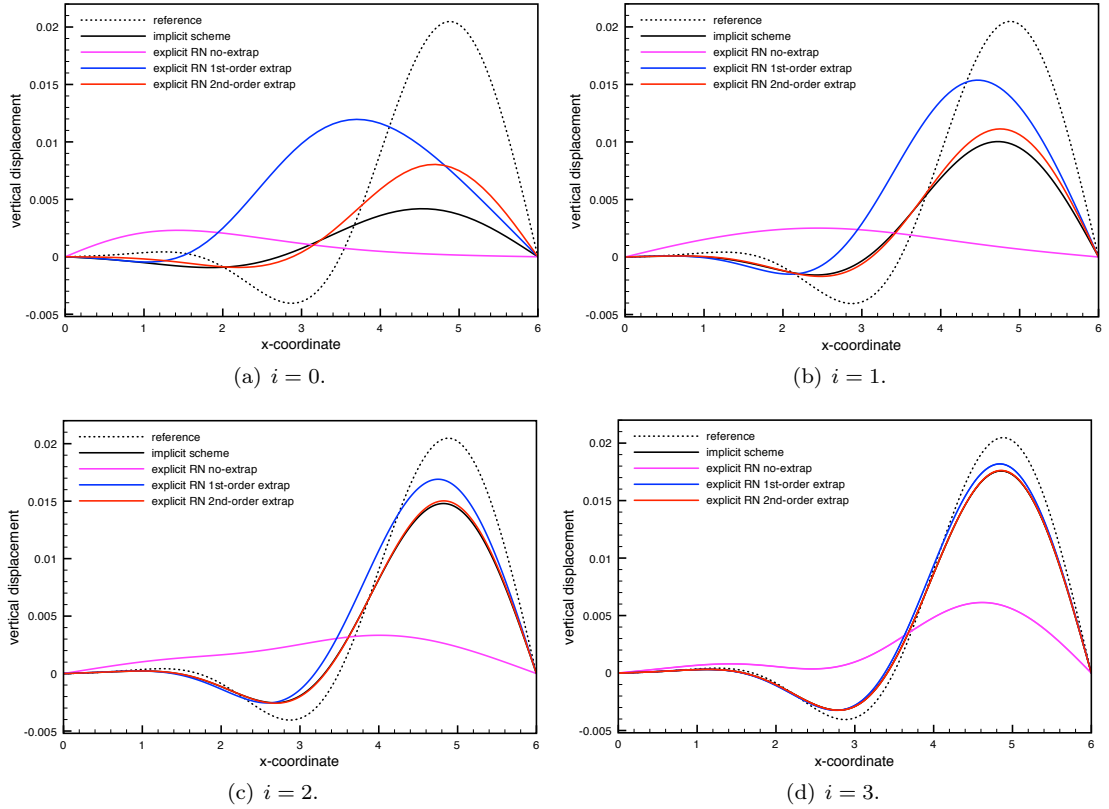 reference
implicit scheme
explicit RN no-extrap
explicit RN 1st-order extrap
explicit RN 2nd-order extrap
vertical displacement
0.02
0.015
0.01
0.005
0
-0.005
0 1 2 3 4 5 6
x-coordinate
(a) i = 0.
reference
implicit scheme
explicit RN no-extrap
explicit RN 1st-order extrap
explicit RN 2nd-order extrap
vertical displacement
0.02
0.015
0.01
0.005
0
-0.005
0 1 2 3 4 5 6
x-coordinate
(b) i = 1.
reference
implicit scheme
explicit RN no-extrap
explicit RN 1st-order extrap
explicit RN 2nd-order extrap
vertical displacement
0.02
0.015
0.01
0.005
0
-0.005
0 1 2 3 4 5 6
x-coordinate
(c) i = 2.
reference
implicit scheme
explicit RN no-extrap
explicit RN 1st-order extrap
explicit RN 2nd-order extrap
vertical displacement
0.02
0.015
0.01
0.005
0
-0.005
0 1 2 3 4 5 6
x-coordinate
(d) i = 3.